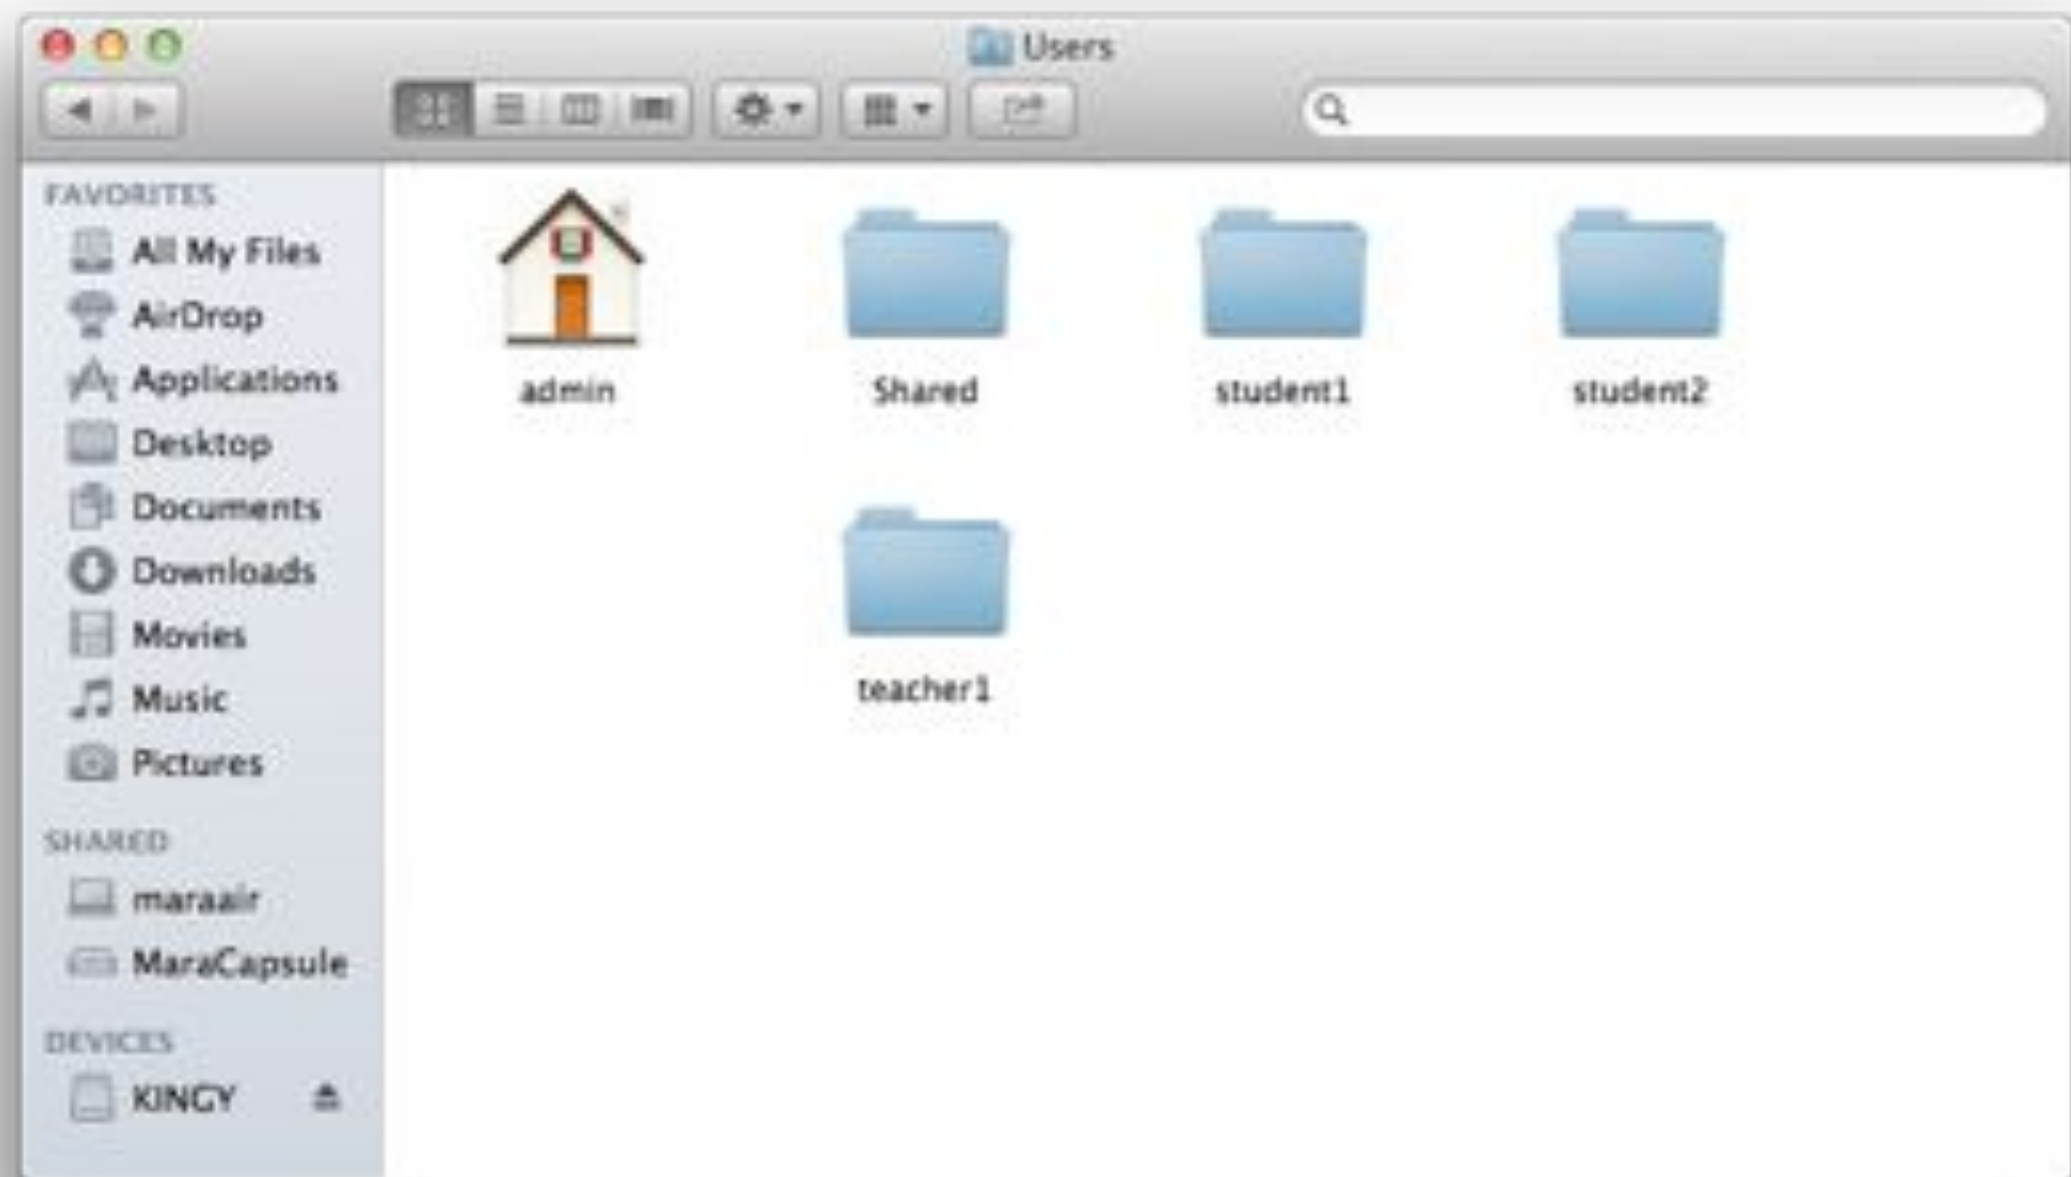 Users
FAVORITES
All My Files
AirDrop
Applications
Desktop
Documents
Downloads
Movies
Music
Pictures
SHARED
maraair
MaraCapsule
DEVICES
KINGY
admin Shared student1 student2
teacher1